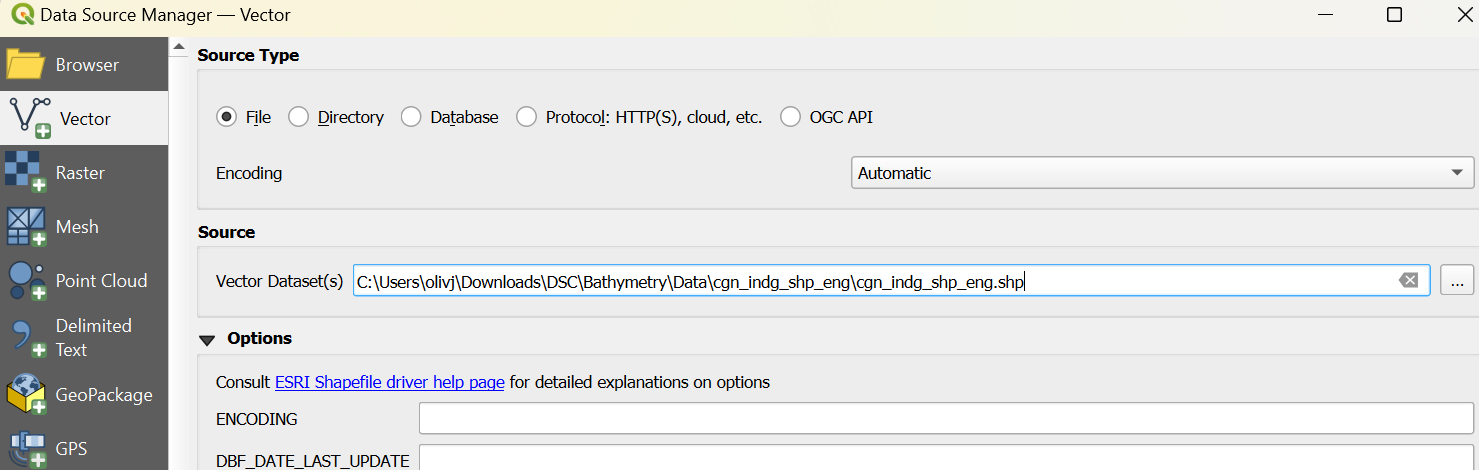 Data Source Manager — Vector
Browser
Vector
Raster
Mesh
Point Cloud
Delimited
Text
GeoPackage
GPS
Source Type
File Directory Database Protocol: HTTP(S), cloud, etc. OGC API
Encoding Automatic
Source
Vector Dataset(s) C:\Users\olivj\Downloads\DSC\Bathymetry\Data\cgn_indg_shp_eng\cgn_indg_shp_eng.shp ...
Options
Consult ESRI Shapefile driver help page for detailed explanations on options
ENCODING
DBF_DATE_LAST_UPDATE